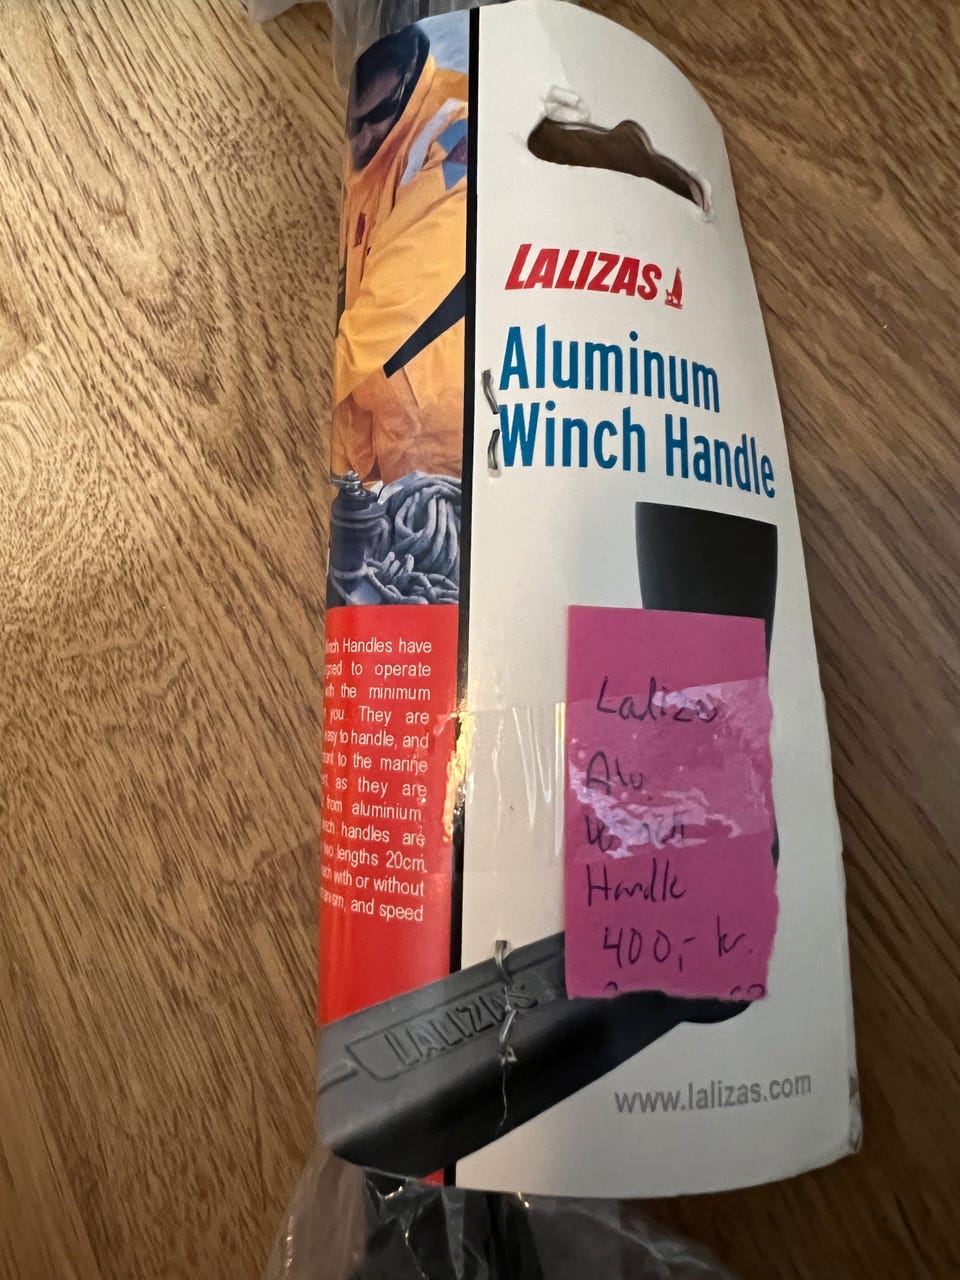 LALIZAS
Aluminum
Winch Handle
Handles have
to operate
the minimum
you. They are
easy to handle, and
to the marine
as they are
from aluminium.
handles are
lengths 20cm,
with or without
and speed
Lalizas
Alu.
Winch
Handle
400,- kr.
LALIZAS
www.lalizas.com